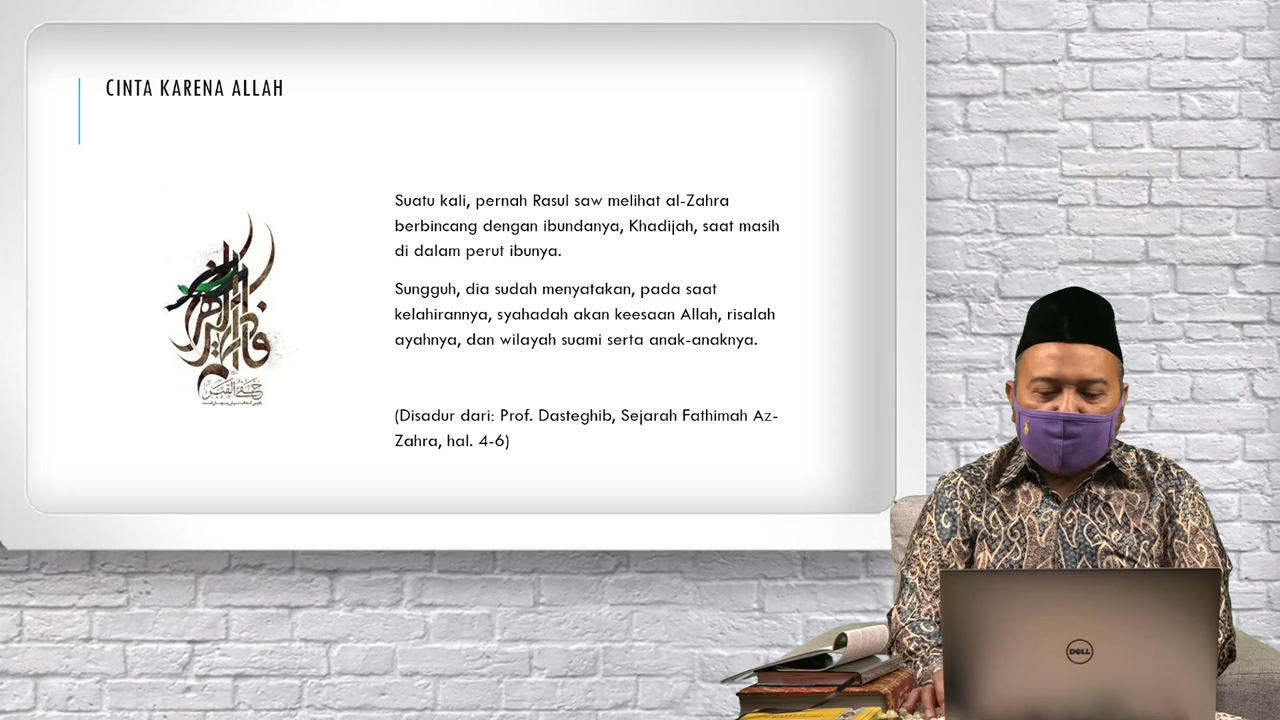 CINTA KARENA ALLAH
Suatu kali, pernah Rasul saw melihat al-Zahra
berbincang dengan ibundanya, Khadijah, saat masih
di dalam perut ibunya.
Sungguh, dia sudah menyatakan, pada saat
kelahirannya, syahadah akan keesaan Allah, risalah
ayahnya, dan wilayah suami serta anak-anaknya.
(Disadur dari: Prof. Dasteghib, Sejarah Fathimah Az-
Zahra, hal. 4-6)
DELL